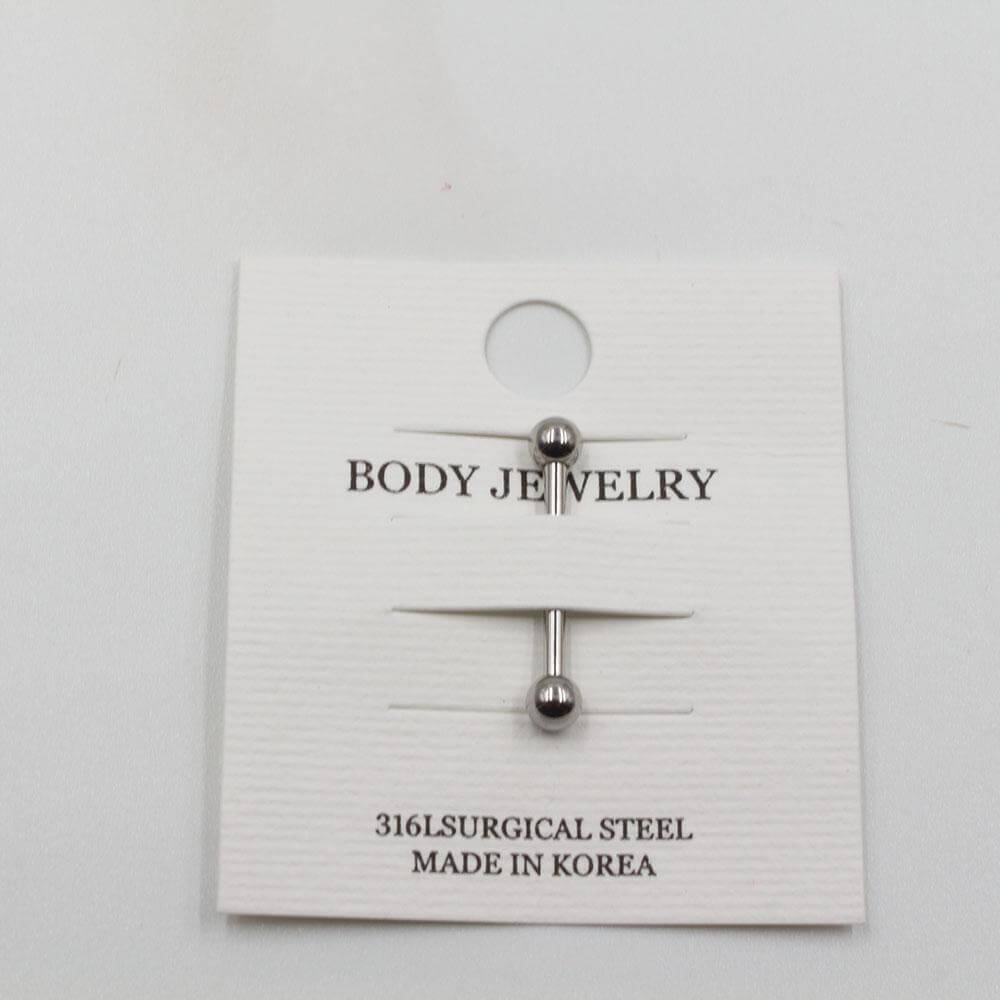 BODY JEWELRY
316LSURGICAL STEEL
MADE IN KOREA